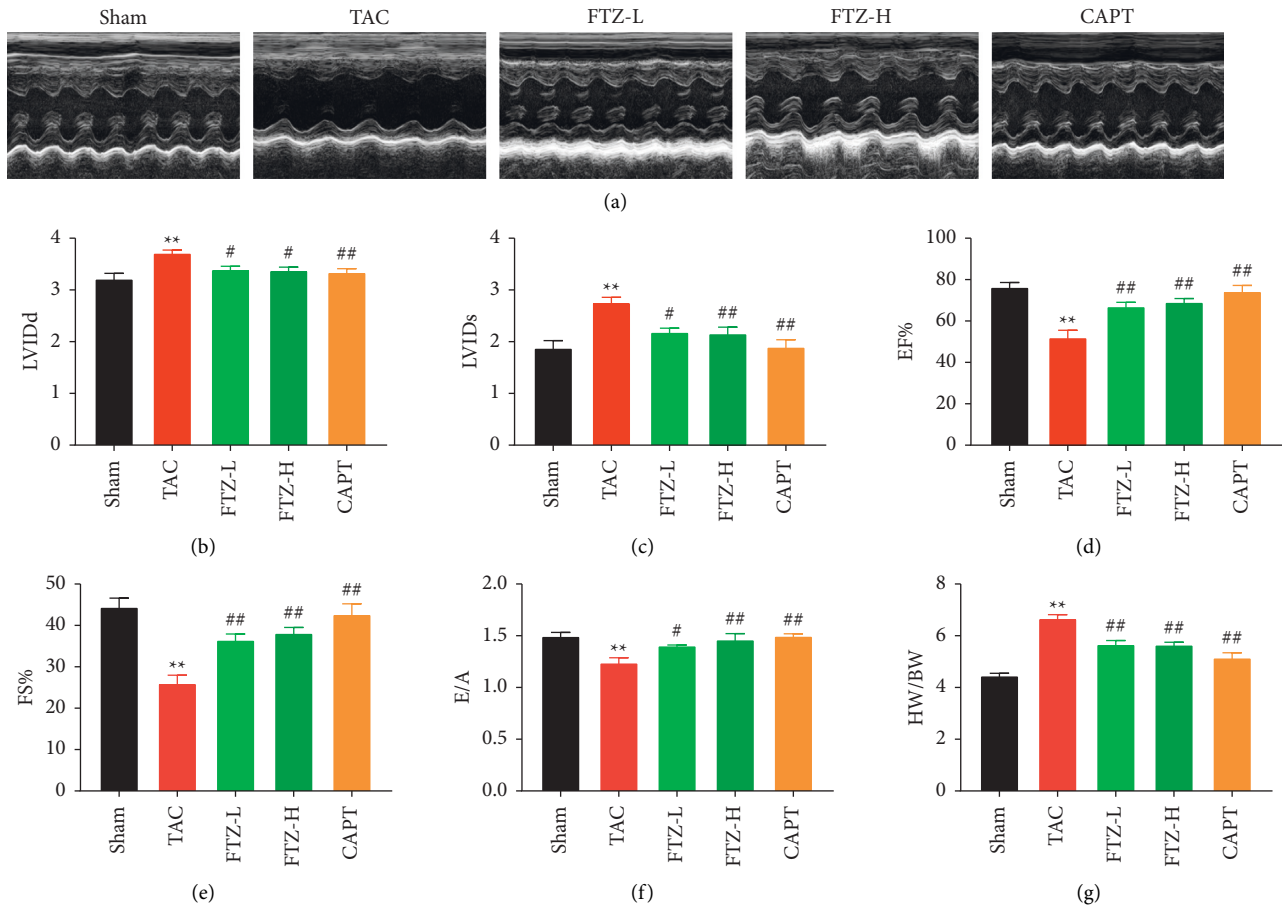 Sham TAC FTZ-L FTZ-H CAPT
(a)
LVIDd
4
3
2
1
0
** # # ##
Sham TAC FTZ-L FTZ-H CAPT
(b)
LVIDs
4
3
2
1
0
** # ## ##
Sham TAC FTZ-L FTZ-H CAPT
(c)
EF%
100
80
60
40
20
0
** ## ## ##
Sham TAC FTZ-L FTZ-H CAPT
(d)
FS%
50
40
30
20
10
0
** ## ## ##
Sham TAC FTZ-L FTZ-H CAPT
(e)
E/A
2.0
1.5
1.0
0.5
0.0
** # ## ##
Sham TAC FTZ-L FTZ-H CAPT
(f)
HW/BW
8
6
4
2
0
** ## ## ##
Sham TAC FTZ-L FTZ-H CAPT
(g)